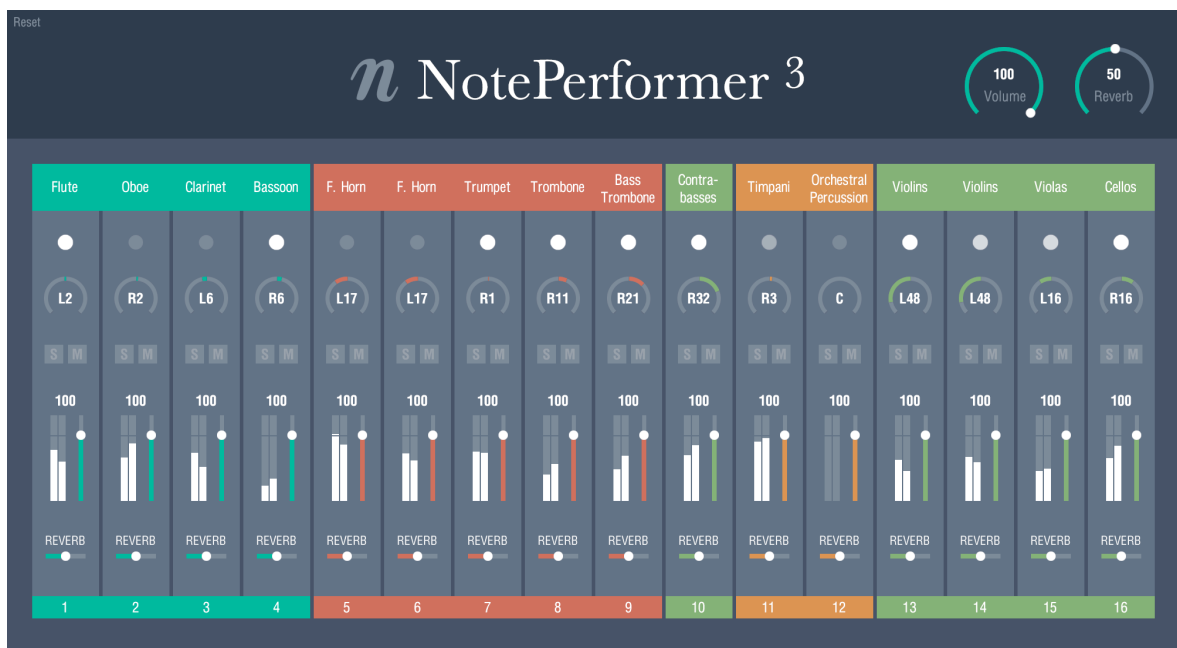 Reset
n NotePerformer 3
100
Volume
50
Reverb
Flute Oboe Clarinet Bassoon F. Horn F. Horn Trumpet Trombone Bass Trombone Contra-basses Timpani Orchestral Percussion Violins Violins Violas Cellos
L2 R2 L6 R6 L17 L17 R1 R11 R21 R32 R3 C L48 L48 L16 R16
S M S M S M S M S M S M S M S M S M S M S M S M S M S M S M S M
100 100 100 100 100 100 100 100 100 100 100 100 100 100 100 100
REVERB REVERB REVERB REVERB REVERB REVERB REVERB REVERB REVERB REVERB REVERB REVERB REVERB REVERB REVERB REVERB
1 2 3 4 5 6 7 8 9 10 11 12 13 14 15 16